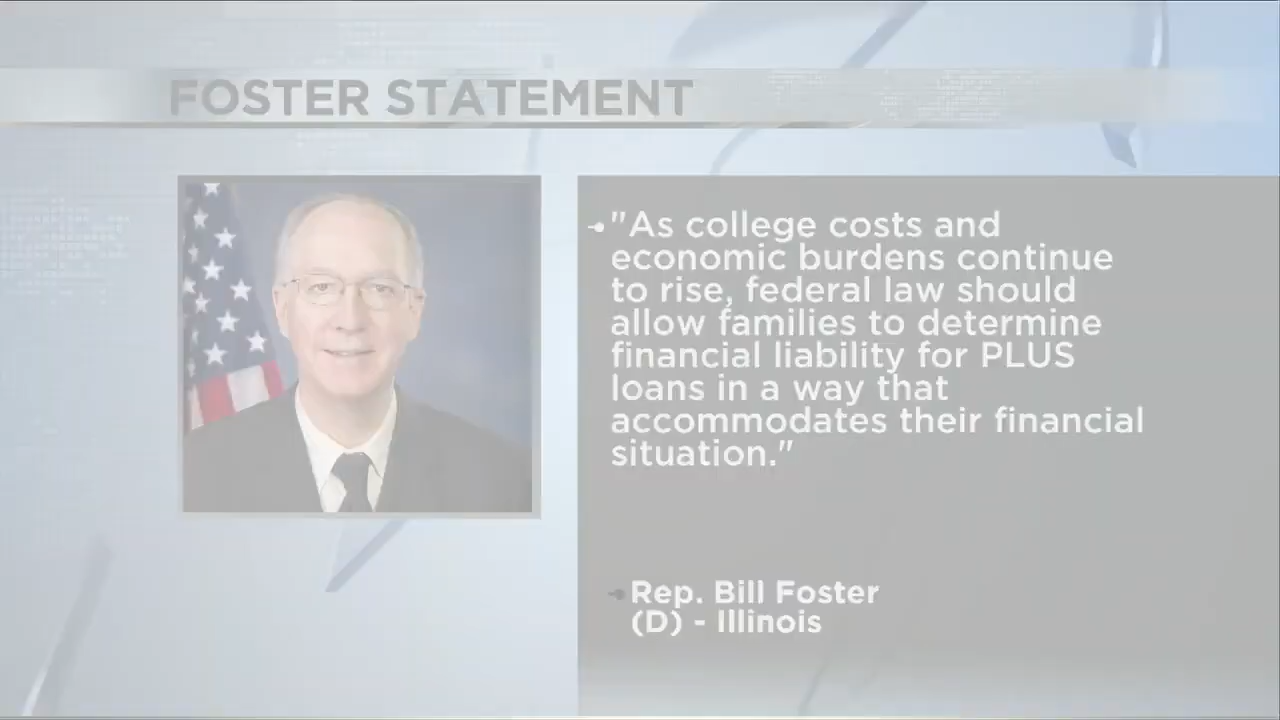 FOSTER STATEMENT
"As college costs and
economic burdens continue
to rise, federal law should
allow families to determine
financial liability for PLUS
loans in a way that
accommodates their financial
situation."
Rep. Bill Foster
(D) - Illinois